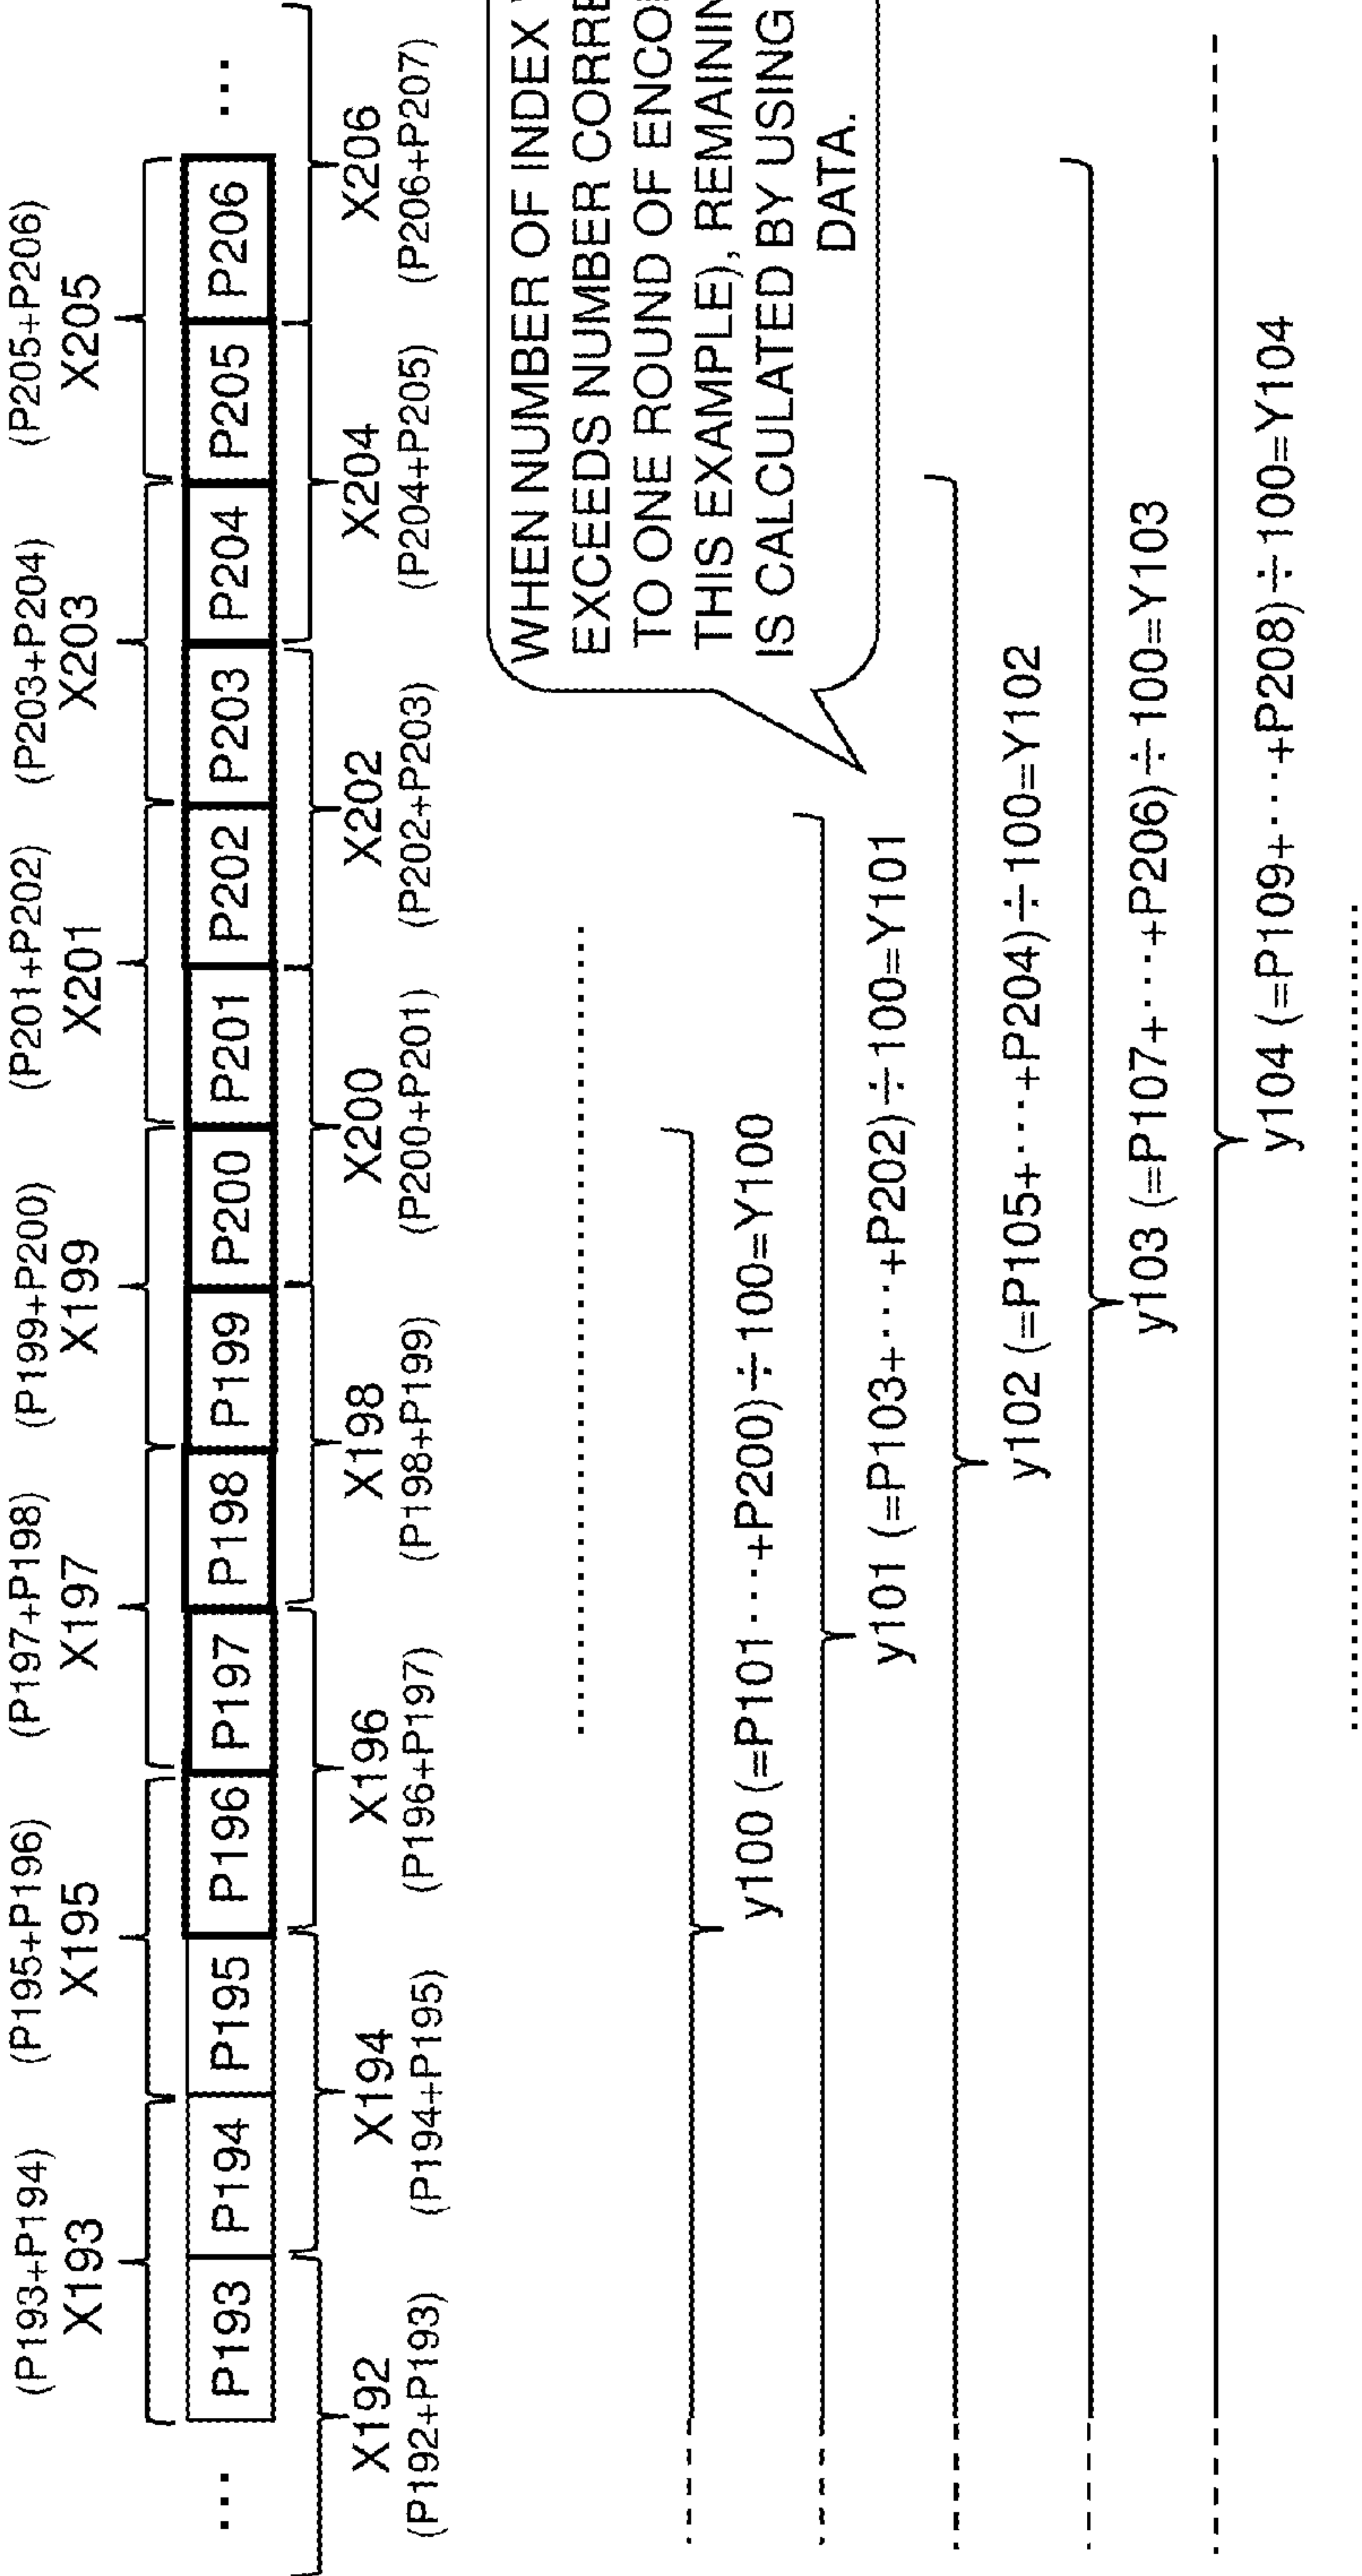 (P193+P194) (P195+P196) (P197+P198) (P199+P200) (P201+P202) (P203+P204) (P205+P206)
X193 X195 X197 X199 X201 X203 X205
... P193 P194 P195 P196 P197 P198 P199 P200 P201 P202 P203 P204 P205 P206 ...
X192 X194 X196 X198 X200 X202 X204 X206
(P192+P193) (P194+P195) (P196+P197) (P198+P199) (P200+P201) (P202+P203) (P204+P205) (P206+P207)
WHEN NUMBER OF INDEX
EXCEEDS NUMBER
TO ONE ROUND OF
THIS EXAMPLE),
IS CALCULATED BY USING
DATA.
y100 (=P101····+P200)÷100=Y100
y101 (=P103+····+P202)÷100=Y101
y102 (=P105+····+P204)÷100=Y102
y103 (=P107+····+P206)÷100=Y103
y104 (=P109+····+P208)÷100=Y104